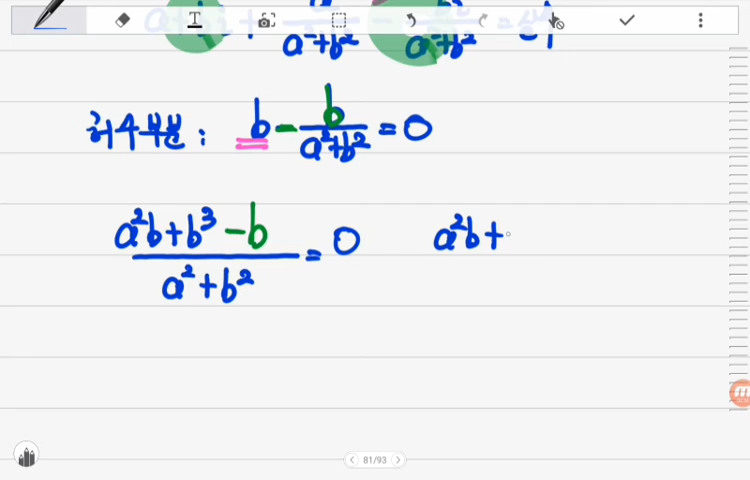 허수부분 : b - b/(a²+b²) = 0
(a²b+b³-b)/(a²+b²) = 0 a²b+
81/93